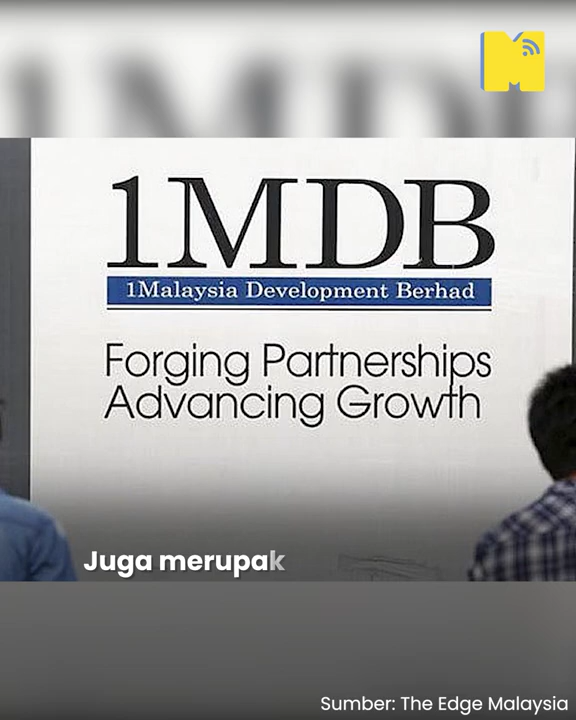 1MDB
1Malaysia Development Berhad
Forging Partnerships
Advancing Growth
Juga merupak
Sumber: The Edge Malaysia